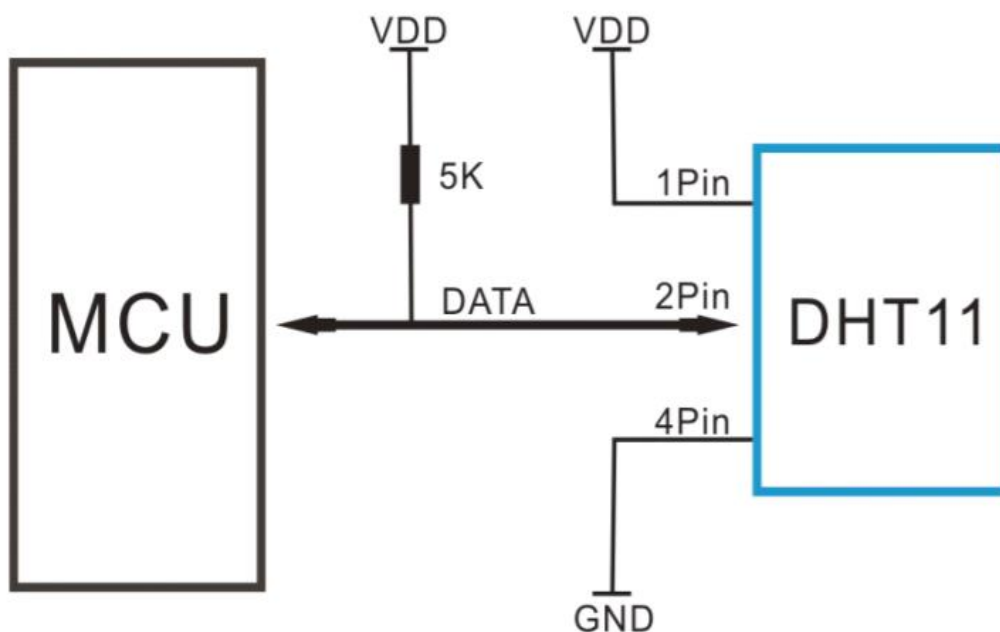 VDD
VDD
5K
1Pin
MCU
DATA
2Pin
DHT11
4Pin
GND